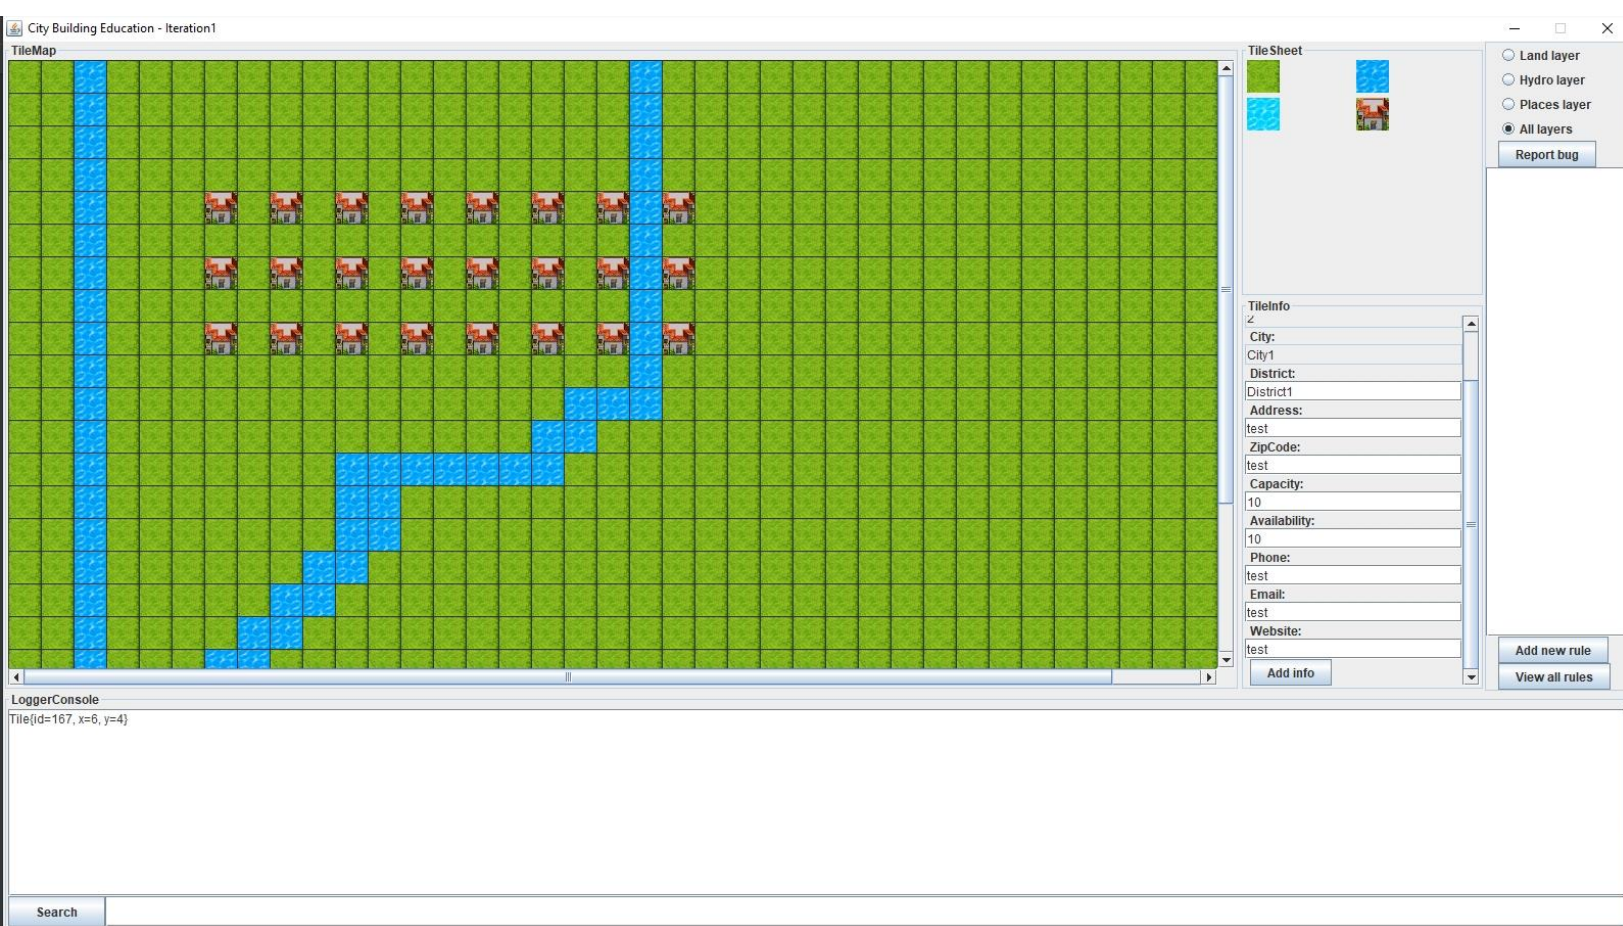 City Building Education - Iteration1
TileMap
TileSheet
Land layer
Hydro layer
Places layer
All layers
Report bug
TileInfo
2
City:
City1
District:
District1
Address:
test
ZipCode:
test
Capacity:
10
Availability:
10
Phone:
test
Email:
test
Website:
test
Add info
Add new rule
View all rules
LoggerConsole
Tile{id=167, x=6, y=4}
Search